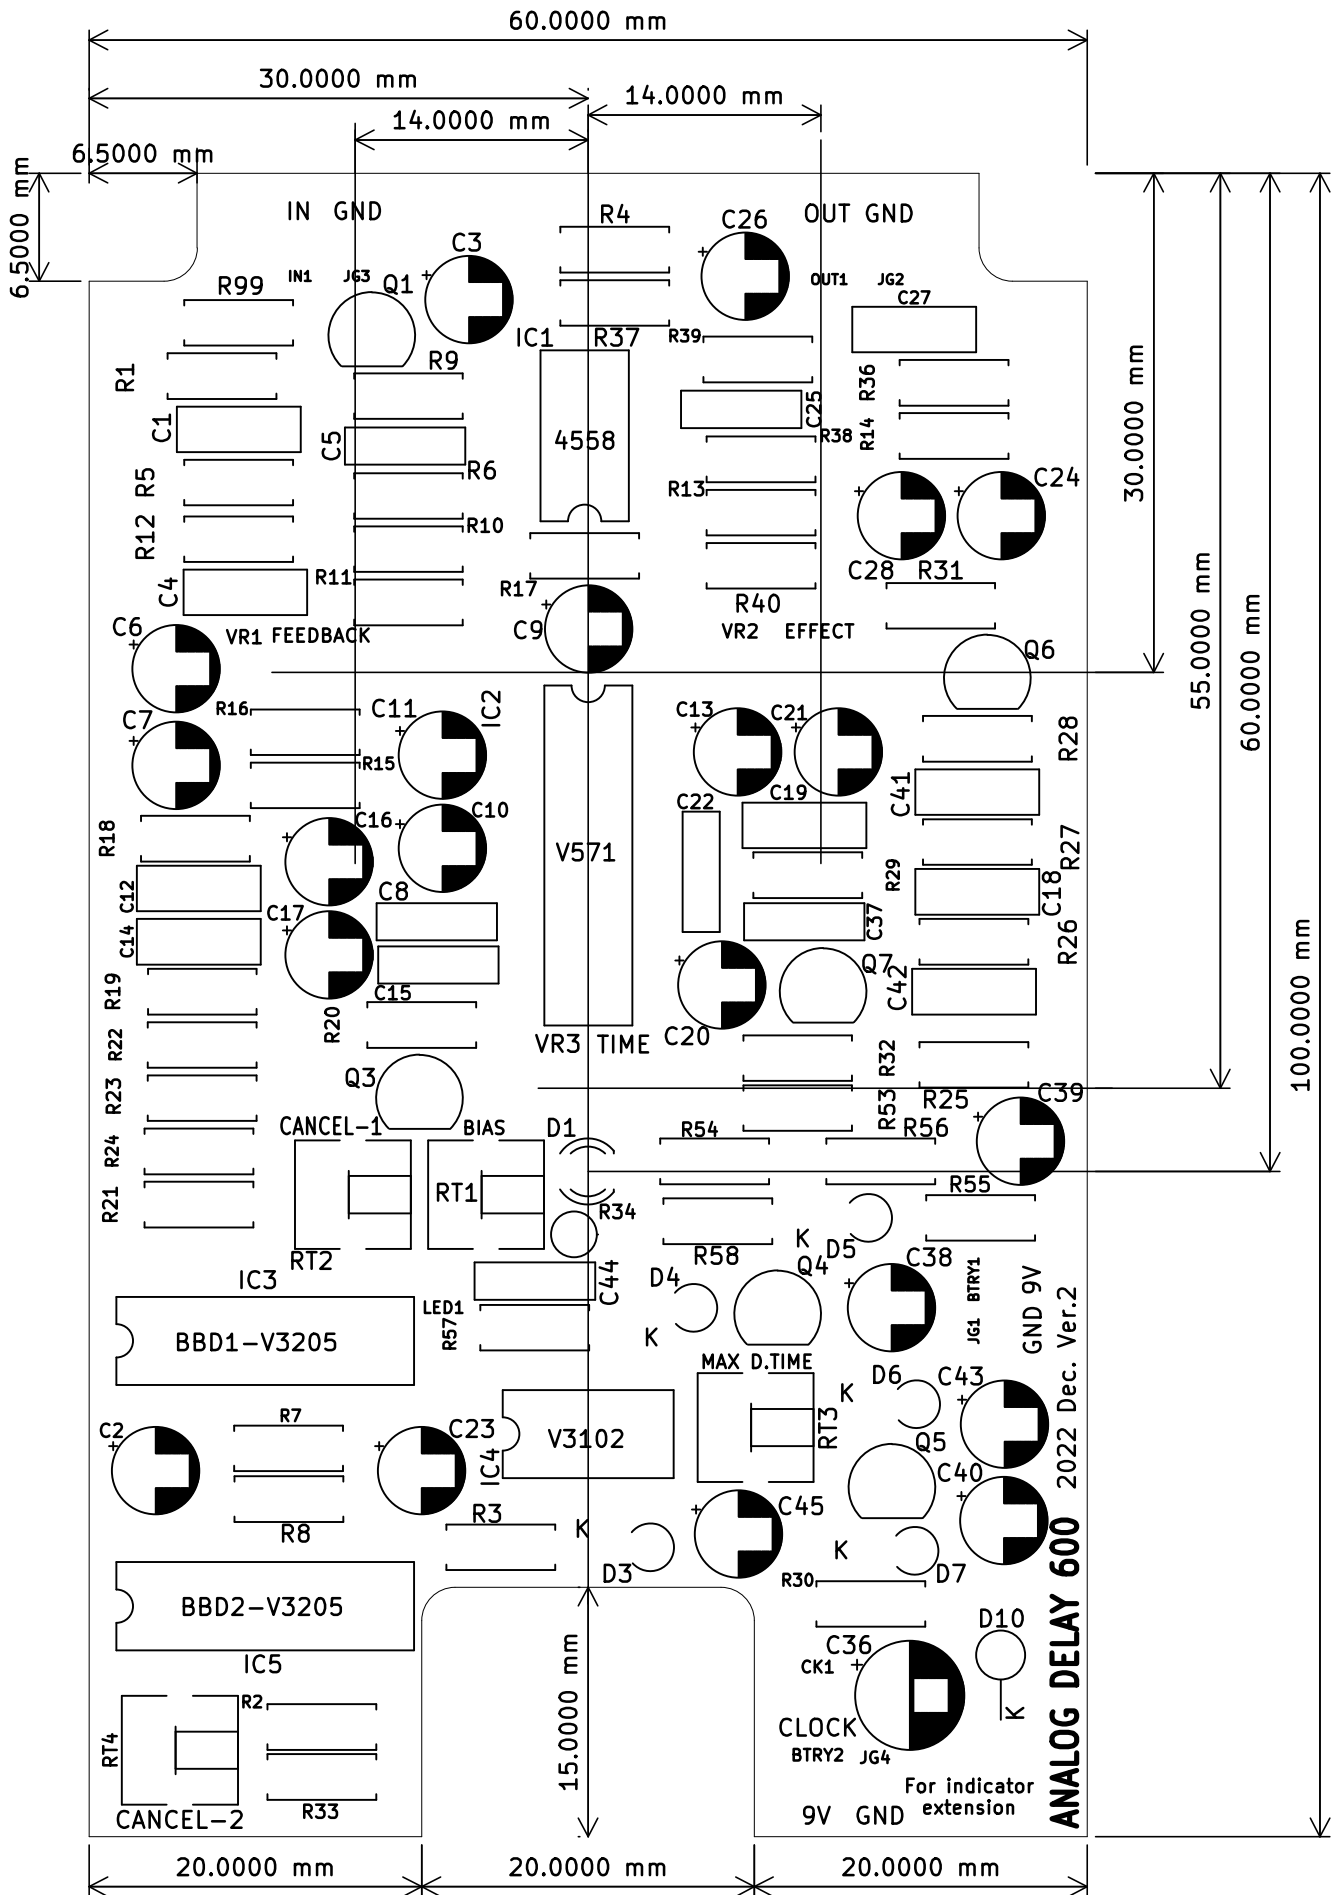 60.0000 mm
30.0000 mm
14.0000 mm
14.0000 mm
6.5000 mm
6.5000 mm
IN GND
R4
C26
OUT GND
C3
IN1 JG3
Q1
OUT1 JG2
R99
C27
IC1 R37
R39
R1
R9
R36
C1
C5
4558
C25
R14
R38
30.0000 mm
R5
R6
R13
C24
R12
R10
R11
R17
C28
R31
C4
R40
C6
VR1 FEEDBACK
C9
VR2 EFFECT
Q6
55.0000 mm
60.0000 mm
C7
R16
C11
IC2
C13
C21
R28
R15
C41
C19
C22
R18
C16
C10
V571
R27
R29
C12
C8
C18
C14
C17
C37
R26
R19
C15
Q7
C42
R20
C20
VR3 TIME
R22
R32
100.0000 mm
R23
Q3
R53
R25
C39
CANCEL-1
BIAS
D1
R54
R56
R24
R21
RT1
R34
R55
RT2
R58
K
D5
Q4
C38
IC3
D4
C44
BTRY1
GND 9V
LED1
R57
K
JG1
BBD1-V3205
MAX D.TIME
2022 Dec. Ver.2
D6
C43
K
C2
R7
C23
V3102
RT3
Q5
IC4
C40
R8
R3
K
C45
D3
K
D7
R30
BBD2-V3205
IC5
C36
D10
CK1
R2
K
RT4
15.0000 mm
CLOCK
BTRY2 JG4
ANALOG DELAY 600
R33
For indicator
extension
CANCEL-2
9V GND
20.0000 mm
20.0000 mm
20.0000 mm